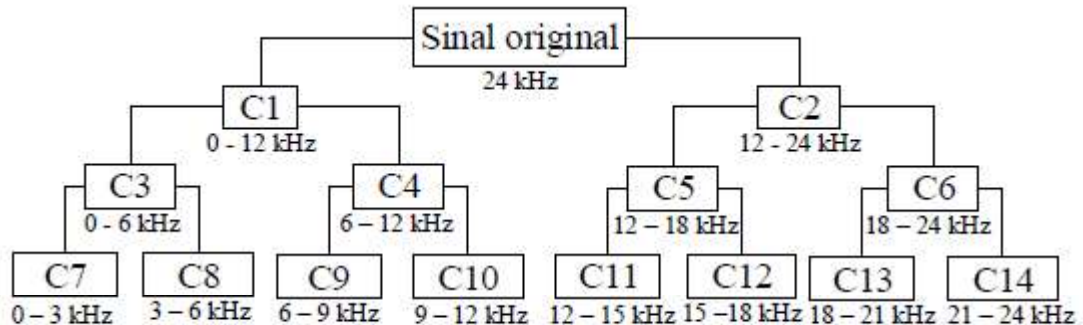 Sinal original
24 kHz
C1 C2
0 - 12 kHz 12 - 24 kHz
C3 C4 C5 C6
0 - 6 kHz 6 – 12 kHz 12 – 18 kHz 18 – 24 kHz
C7 C8 C9 C10 C11 C12 C13 C14
0 – 3 kHz 3 – 6 kHz 6 – 9 kHz 9 – 12 kHz 12 – 15 kHz 15 –18 kHz 18 – 21 kHz 21 – 24 kHz